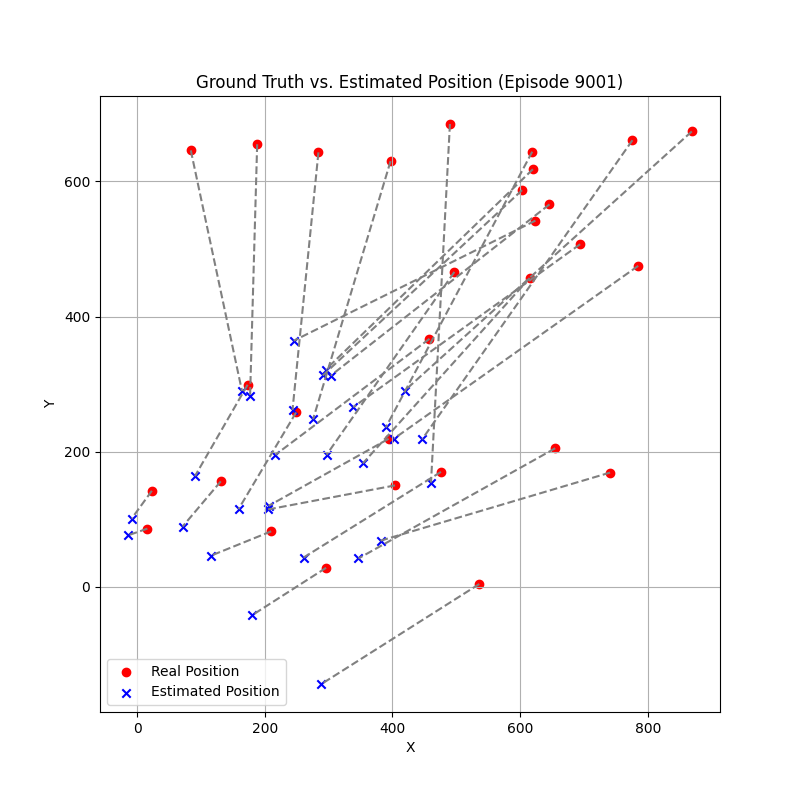 Ground Truth vs. Estimated Position (Episode 9001)
Y
600
400
200
0
Real Position
Estimated Position
0 200 400 600 800
X